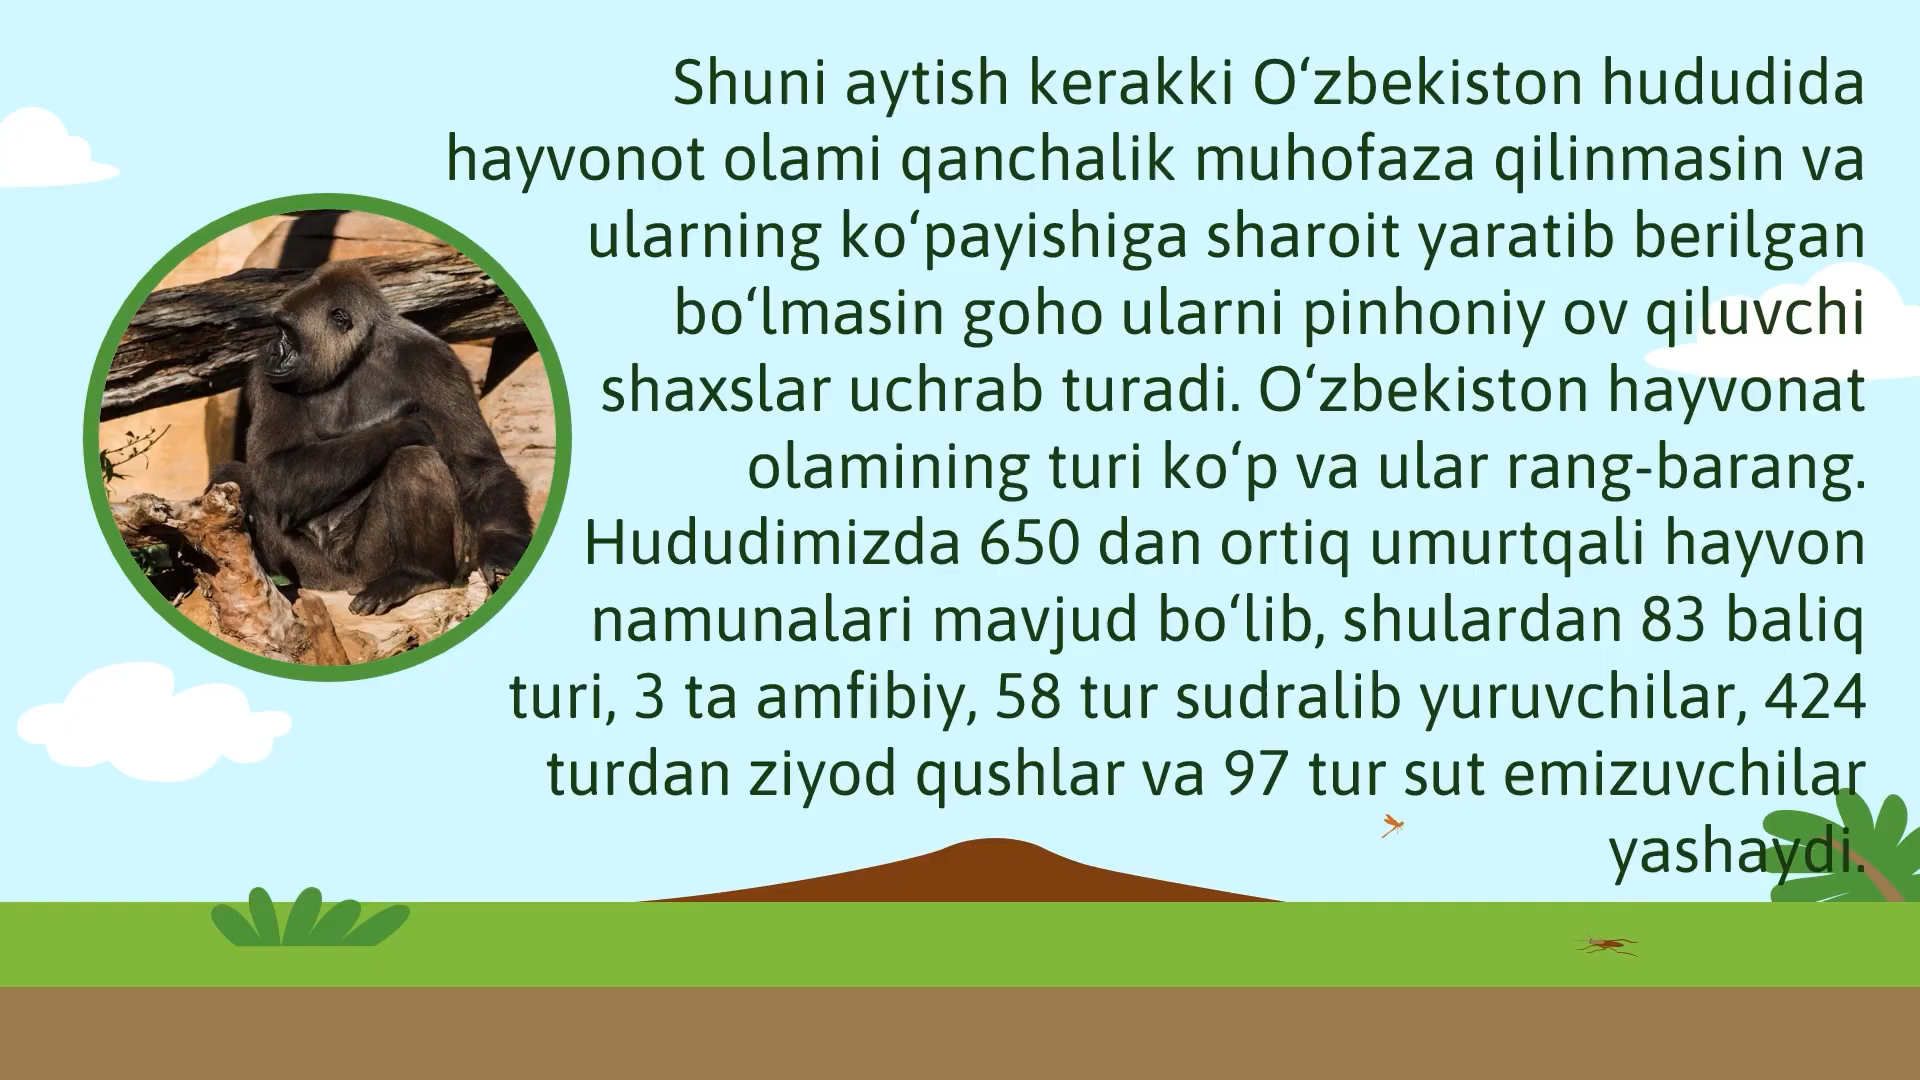 Shuni aytish kerakki O‘zbekiston hududida
hayvonot olami qanchalik muhofaza qilinmasin va
ularning ko‘payishiga sharoit yaratib berilgan
bo‘lmasin goho ularni pinhoniy ov qiluvchi
shaxslar uchrab turadi. O‘zbekiston hayvonat
olamining turi ko‘p va ular rang-barang.
Hududimizda 650 dan ortiq umurtqali hayvon
namunalari mavjud bo‘lib, shulardan 83 baliq
turi, 3 ta amfibiy, 58 tur sudralib yuruvchilar, 424
turdan ziyod qushlar va 97 tur sut emizuvchilar
yashaydi.